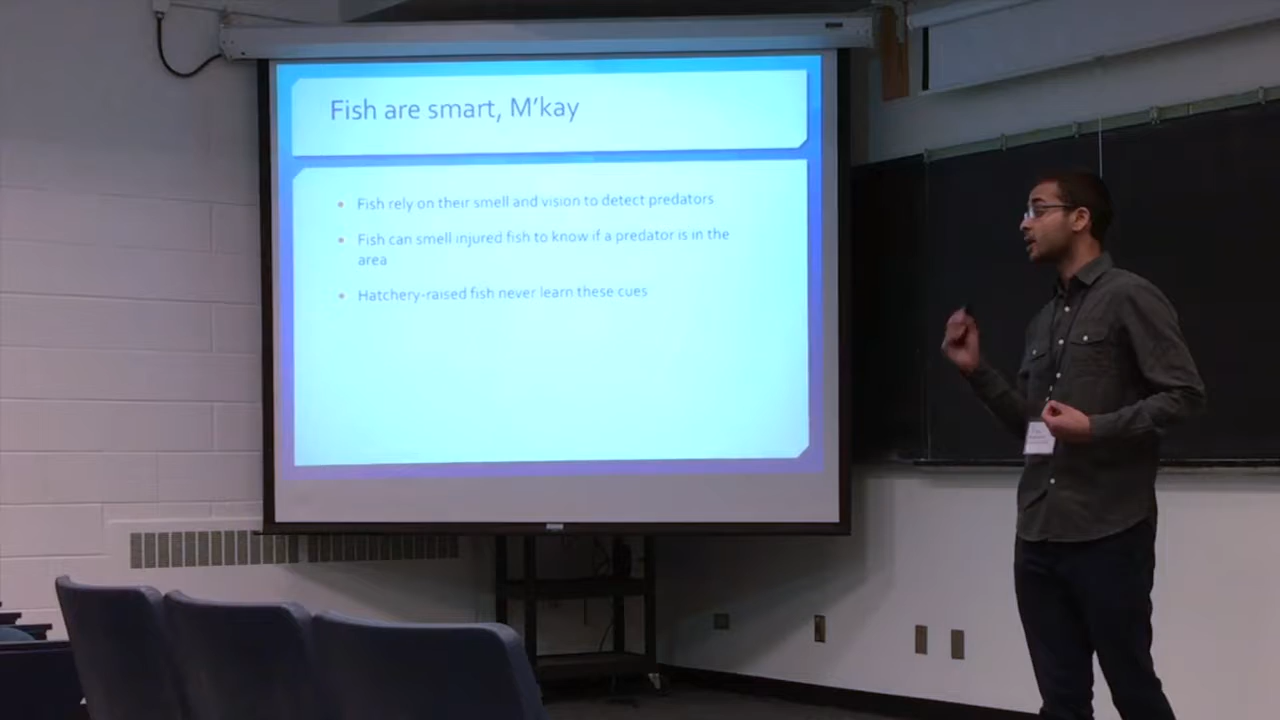 Fish are smart, M'kay
Fish rely on their smell and vision to detect predators
Fish can smell injured fish to know if a predator is in the
area
Hatchery-raised fish never learn these cues